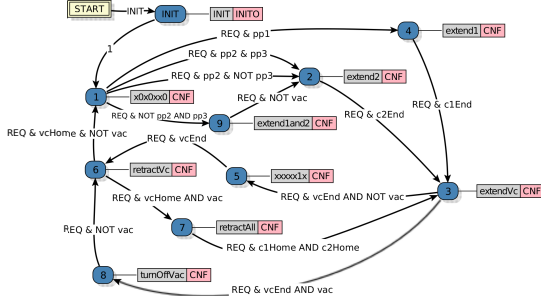 START
INIT
INIT
INIT INITO
1
REQ & pp1
4
extend1 CNF
REQ & pp2 & pp3
REQ & pp2 & NOT pp3
2
extend2 CNF
1
x0x0xx0 CNF
REQ & NOT vac
REQ & NOT pp2 AND pp3
9
extend1and2 CNF
REQ & c2End
REQ & c1End
REQ & vcHome & NOT vac
REQ & vcEnd
6
retractVc CNF
5
xxxxx1x CNF
3
extendVc CNF
REQ & vcHome AND vac
REQ & vcEnd AND NOT vac
7
retractAll CNF
REQ & NOT vac
REQ & c1Home AND c2Home
8
turnOffVac CNF
REQ & vcEnd AND vac